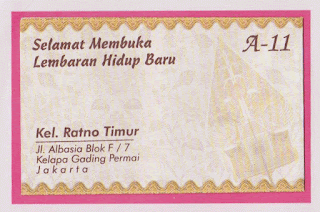 Selamat Membuka
Lembaran Hidup Baru
A-11
Kel. Ratno Timur
Jl. Albasia Blok F / 7
Kelapa Gading Permai
Jakarta